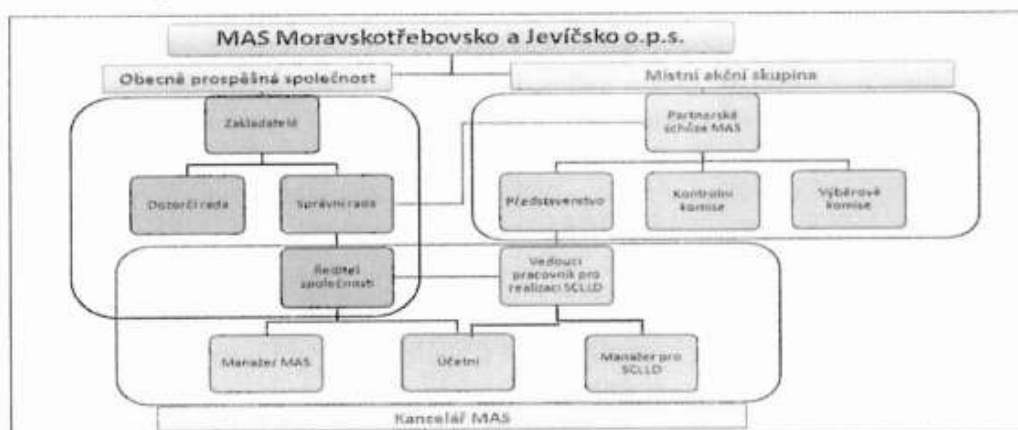 MAS Moravskotřebovsko a Jevíčsko o.p.s.
Obecně prospěšná společnost
Místní akční skupina
Zakladatelé
Partnerská
schůze MAS
Dozorčí rada
Správní rada
Představenstvo
Kontrolní
komise
Výběrová
komise
Ředitel
společnosti
Vedoucí
pracovník pro
realizaci SCLLD
Manažer MAS
Účetní
Manažer pro
SCLLD
Kancelář MAS